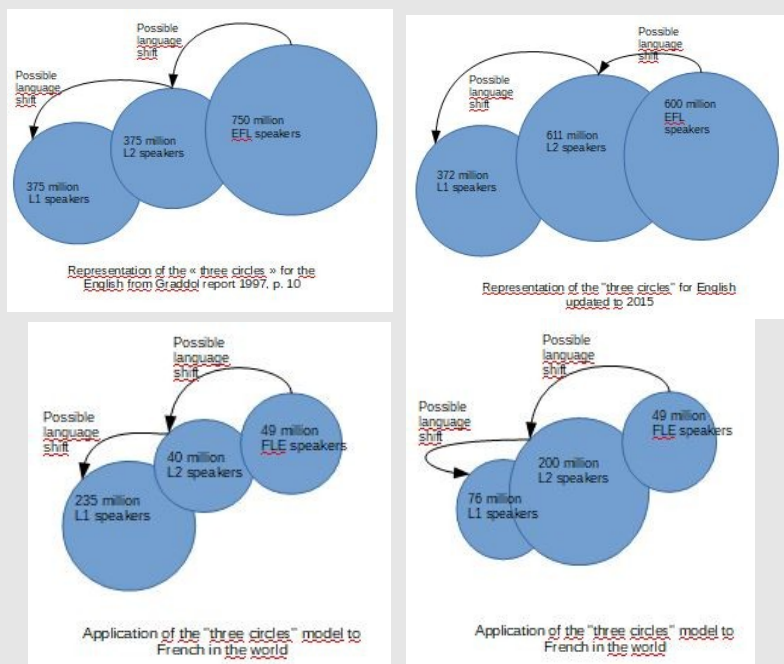 Possible
language
shift
Possible
language
shift
750 million
EFL speakers
375 million
L2 speakers
375 million
L1 speakers
Representation of the « three circles » for the
English from Graddol report 1997, p. 10
Possible
language
shift
Possible
language
shift
600 million
EFL
speakers
611 million
L2 speakers
372 million
L1 speakers
Representation of the "three circles" for English
updated to 2015
Possible
language
shift
Possible
language
shift
49 million
FLE speakers
40 million
L2 speakers
235 million
L1 speakers
Application of the "three circles" model to
French in the world
Possible
language
shift
Possible
language
shift
49 million
FLE speakers
200 million
L2 speakers
76 million
L1 speakers
Application of the "three circles" model to
French in the world